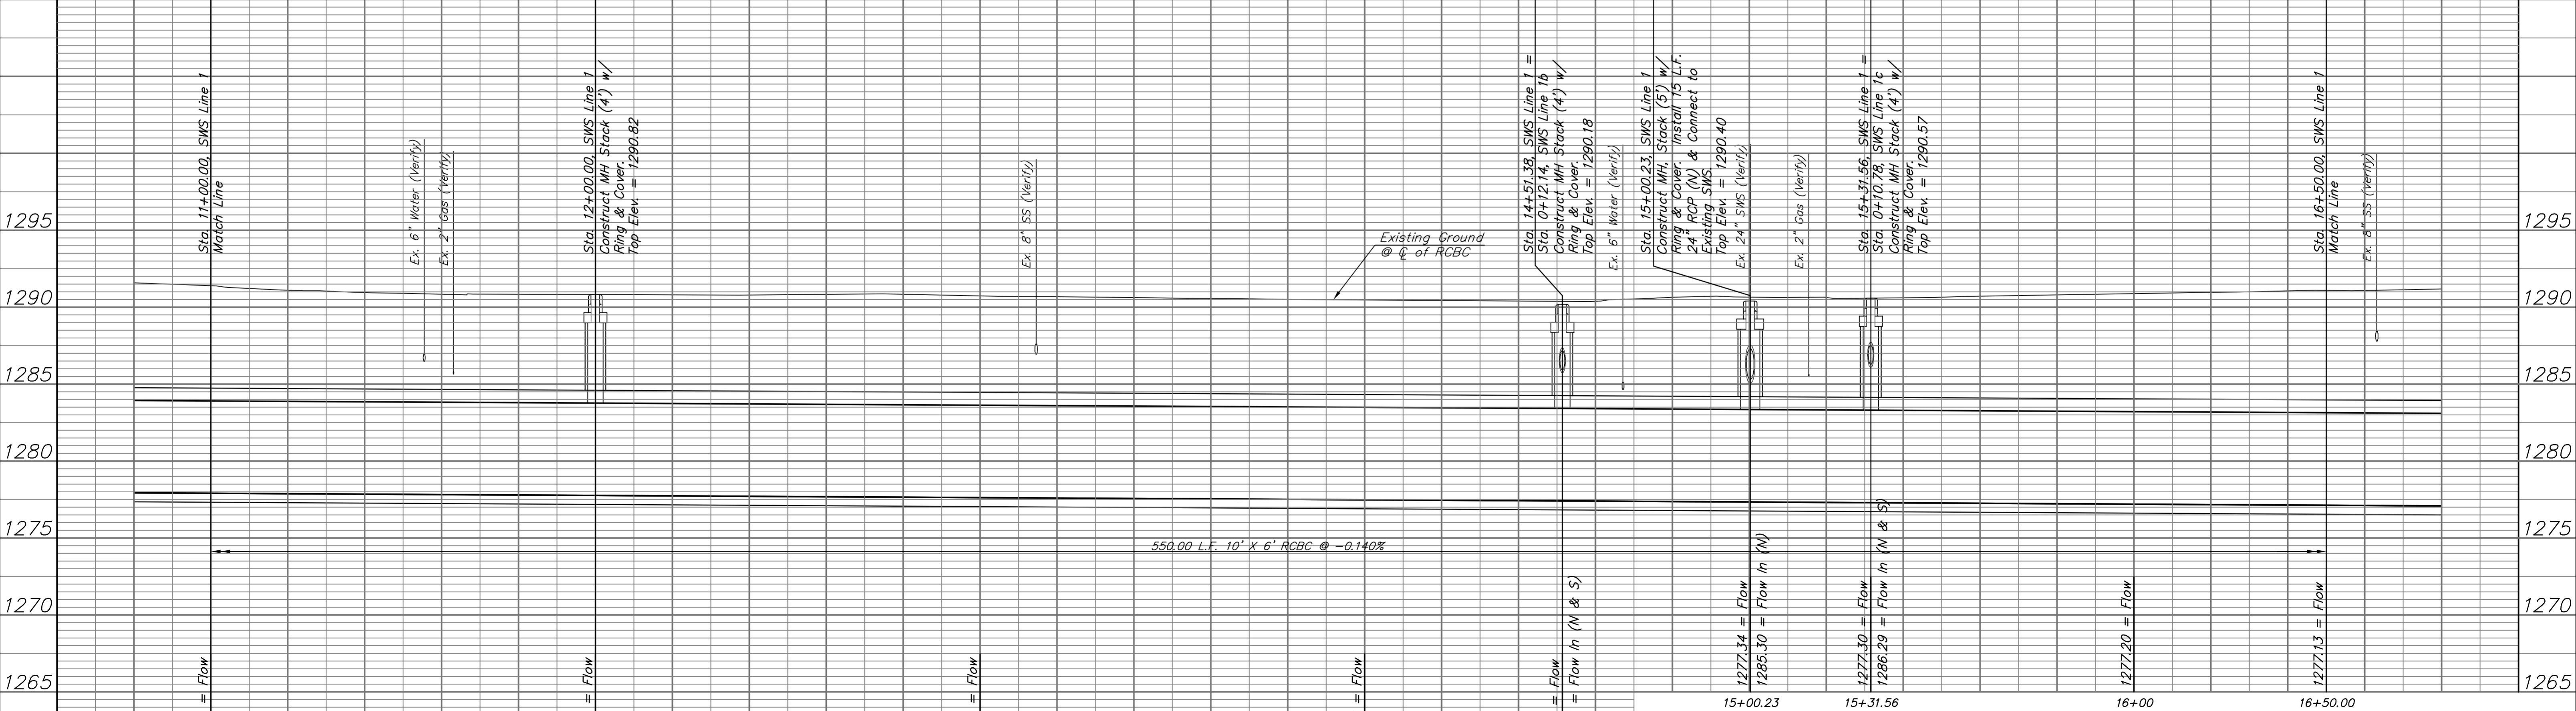 Sta. 11+00.00, SWS Line 1
Match Line
Ex. 6" Water (Verify)
Ex. 2" Gas (Verify)
Sta. 12+00.00, SWS Line 1
Construct MH Stack (4') w/
Ring & Cover.
Top Elev. = 1290.82
Ex. 8" SS (Verify)
Existing Ground
@ ℄ of RCBC
Sta. 14+51.38, SWS Line 1 =
Sta. 0+12.14, SWS Line 1b
Construct MH Stack (4') w/
Ring & Cover.
Top Elev. = 1290.18
Ex. 6" Water (Verify)
Sta. 15+00.23, SWS Line 1
Construct MH, Stack (5') w/
Ring & Cover. Install 15 L.F.
24" RCP (N) & Connect to
Existing SWS.
Top Elev. = 1290.40
Ex. 24" SWS (Verify)
Ex. 2" Gas (Verify)
Sta. 15+31.56, SWS Line 1 =
Sta. 0+10.78, SWS Line 1c
Construct MH Stack (4') w/
Ring & Cover.
Top Elev. = 1290.57
Sta. 16+50.00, SWS Line 1
Match Line
Ex. 8" SS (Verify)
1295
1295
1290
1290
1285
1285
1280
1280
1275
1275
550.00 L.F. 10' X 6' RCBC @ -0.140%
1270
1270
1265
1265
= Flow
= Flow
= Flow
= Flow
= Flow
= Flow In (N & S)
1277.34 = Flow
1285.30 = Flow In (N)
1277.30 = Flow
1286.29 = Flow In (N & S)
1277.20 = Flow
1277.13 = Flow
15+00.23
15+31.56
16+00
16+50.00